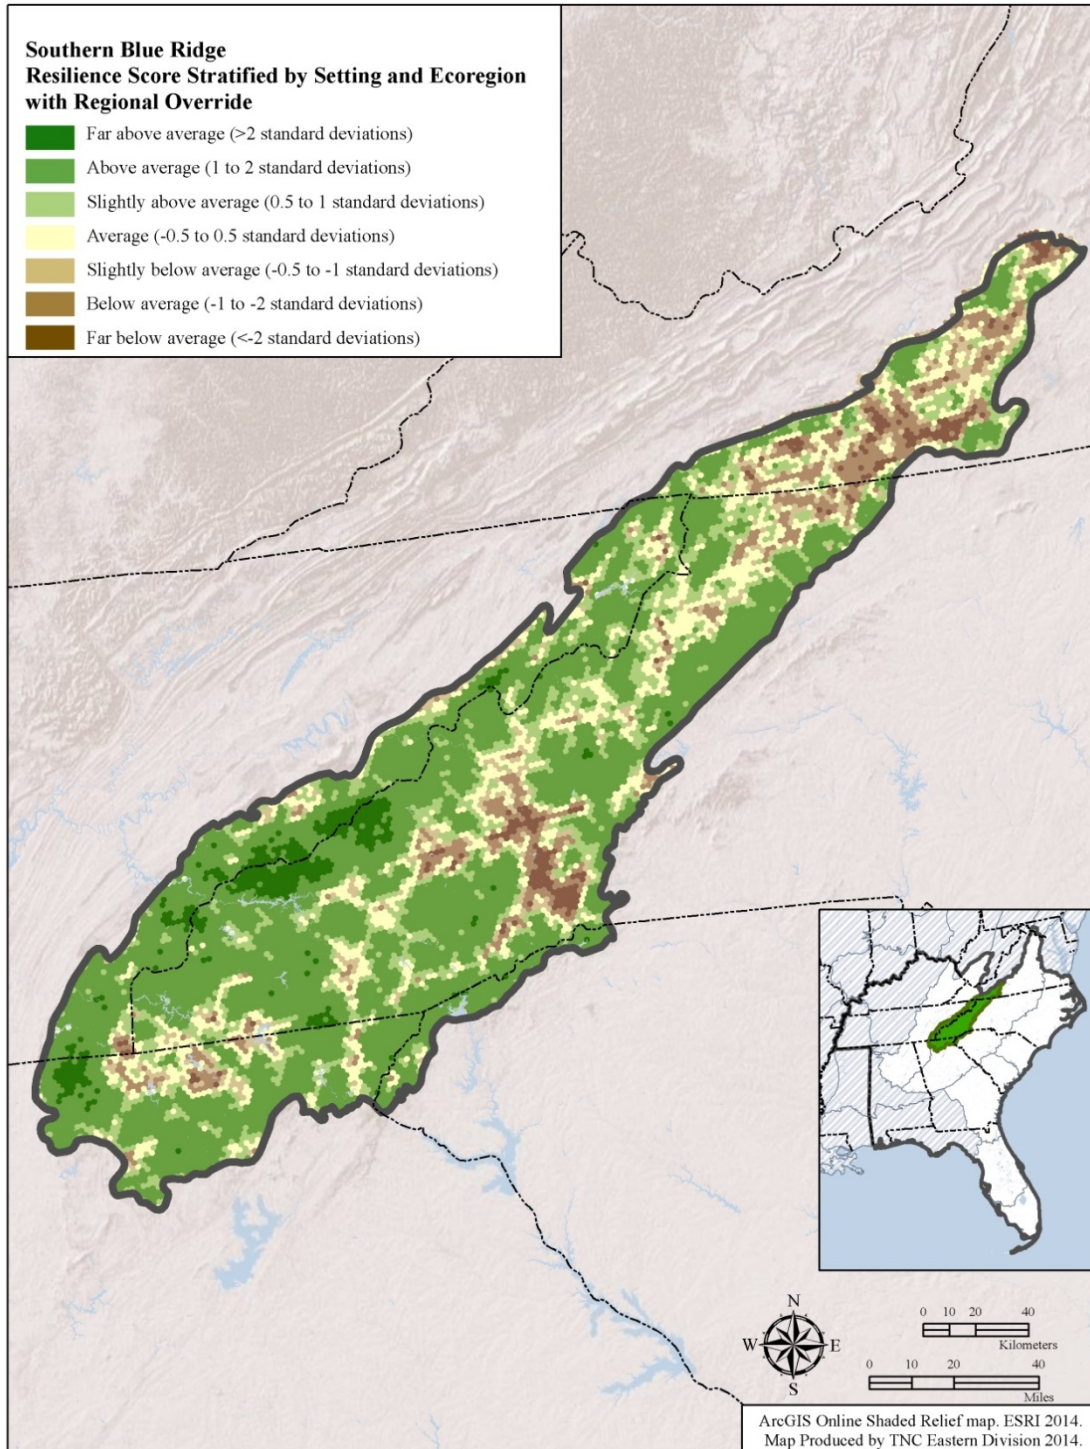 Southern Blue Ridge
Resilience Score Stratified by Setting and Ecoregion
with Regional Override
Far above average (>2 standard deviations)
Above average (1 to 2 standard deviations)
Slightly above average (0.5 to 1 standard deviations)
Average (-0.5 to 0.5 standard deviations)
Slightly below average (-0.5 to -1 standard deviations)
Below average (-1 to -2 standard deviations)
Far below average (<-2 standard deviations)
N
W E
S
0 10 20 40
Kilometers
0 10 20 40
Miles
ArcGIS Online Shaded Relief map. ESRI 2014.
Map Produced by TNC Eastern Division 2014.